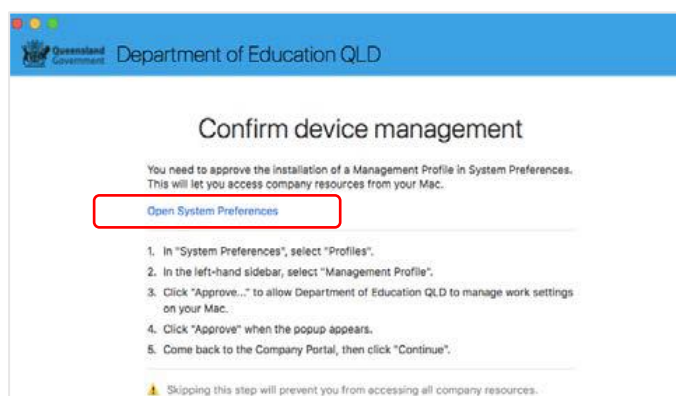 Queensland
Government
Department of Education QLD
Confirm device management
You need to approve the installation of a Management Profile in System Preferences.
This will let you access company resources from your Mac.
Open System Preferences
1. In "System Preferences", select "Profiles".
2. In the left-hand sidebar, select "Management Profile".
3. Click "Approve..." to allow Department of Education QLD to manage work settings
on your Mac.
4. Click "Approve" when the popup appears.
5. Come back to the Company Portal, then click "Continue".
Skipping this step will prevent you from accessing all company resources.